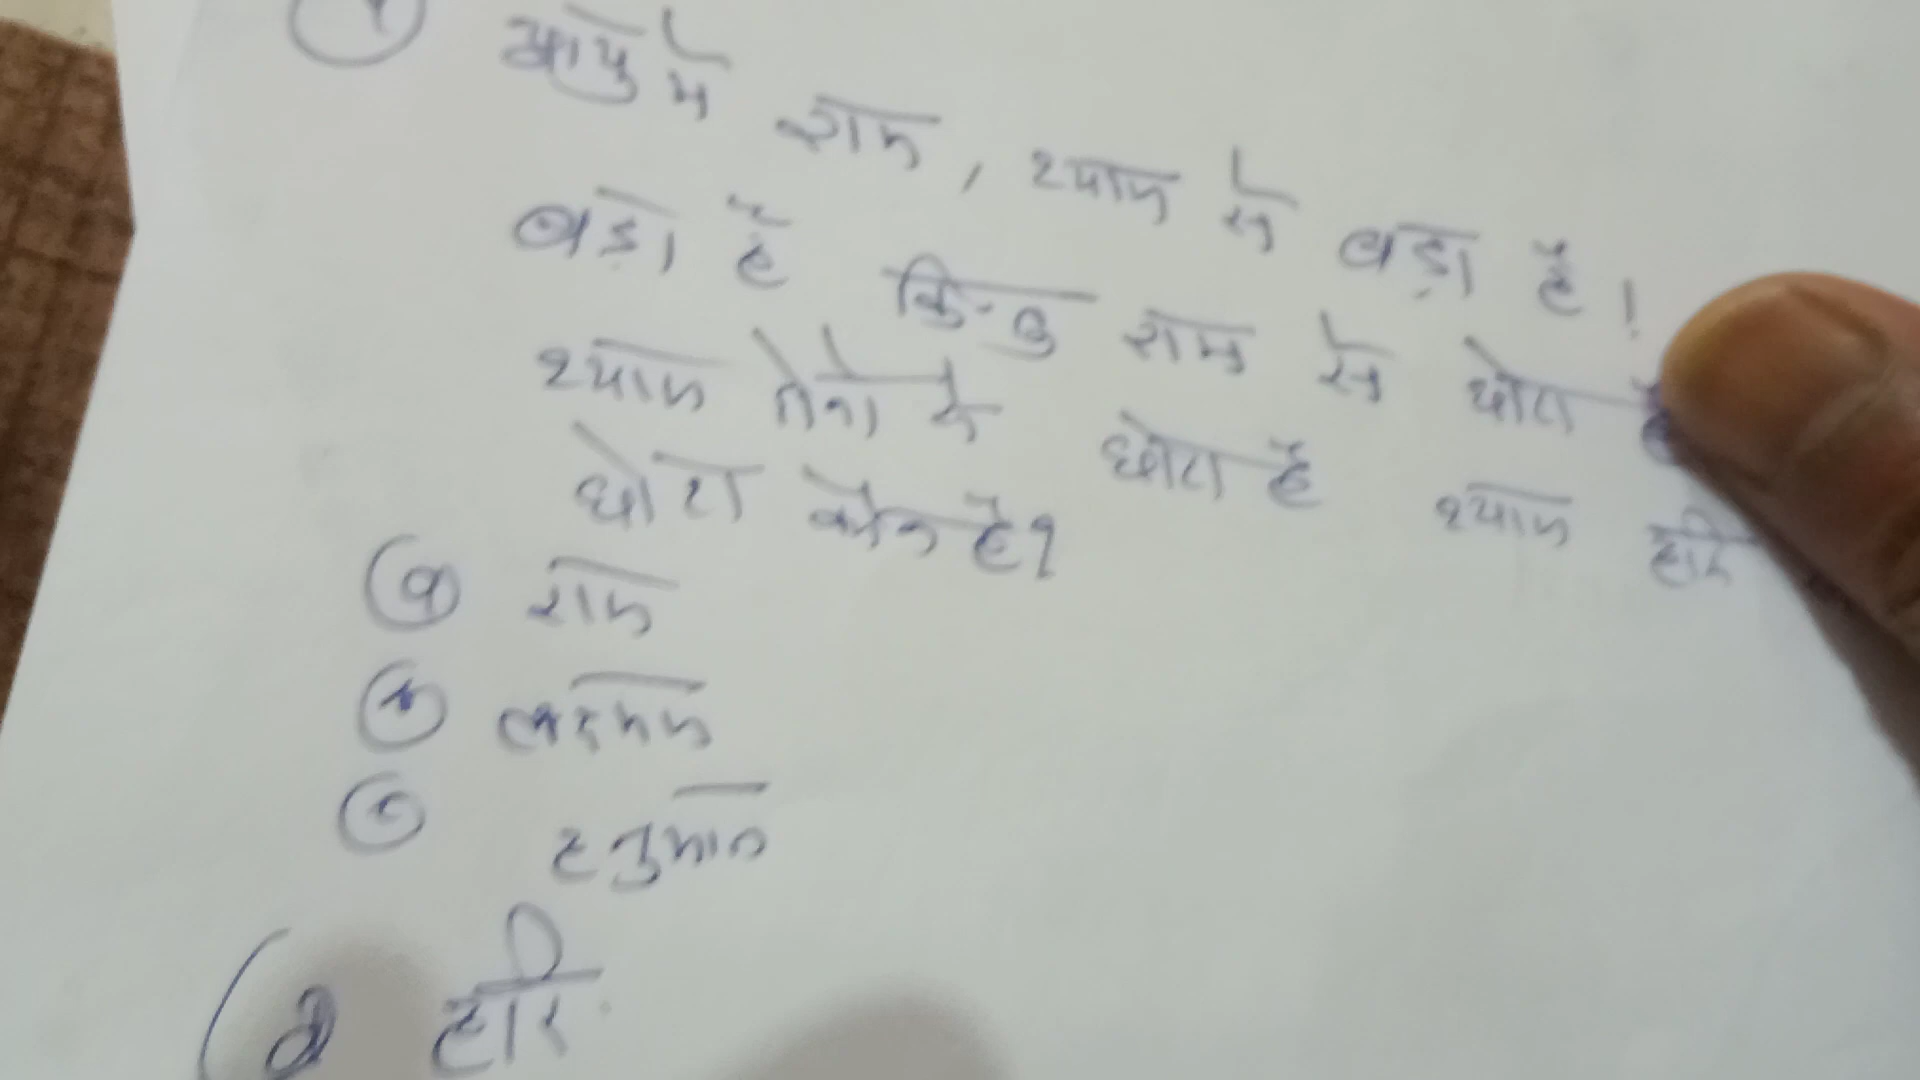 आयु में राम, श्याम से बड़ा है!
बड़ा है किन्तु राम से छोटा है
श्याम तीनो से छोटा है श्याम हरि
छोटा कौन है?
(a) राम
लक्ष्मण
(c) हनुमान
(d) हरि